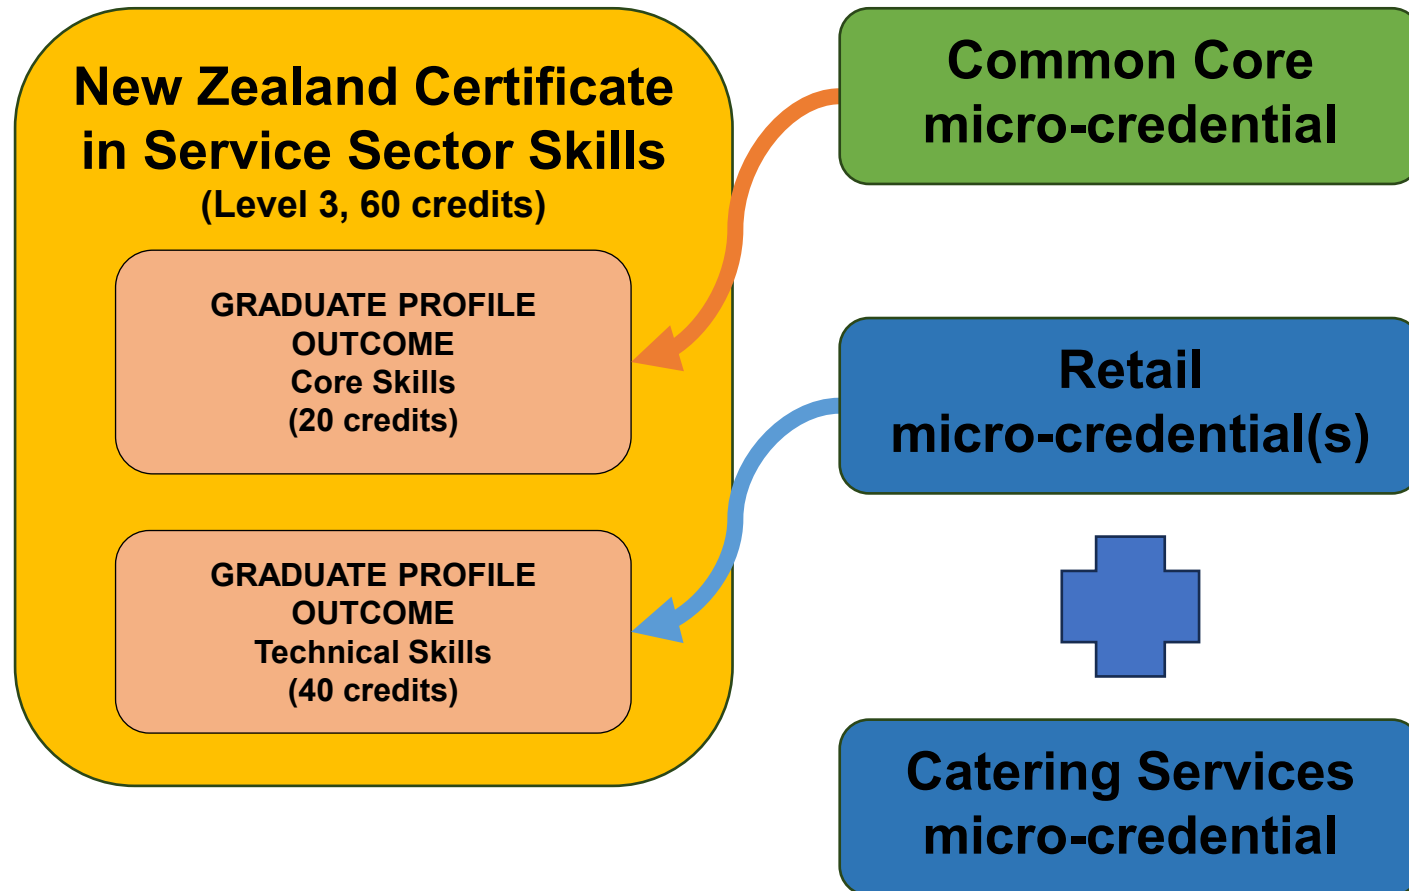 New Zealand Certificate
in Service Sector Skills
(Level 3, 60 credits)
GRADUATE PROFILE
OUTCOME
Core Skills
(20 credits)
GRADUATE PROFILE
OUTCOME
Technical Skills
(40 credits)
Common Core
micro-credential
Retail
micro-credential(s)
Catering Services
micro-credential